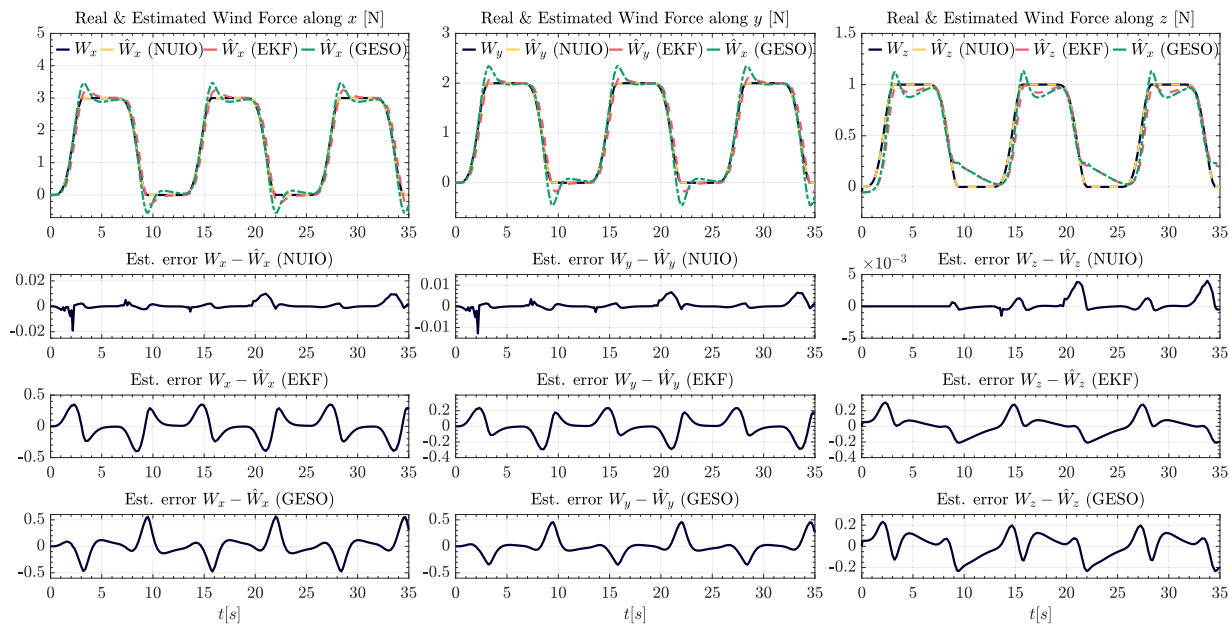 Real & Estimated Wind Force along x [N]
W_x Ŵ_x (NUIO) Ŵ_x (EKF) Ŵ_x (GESO)
5
4
3
2
1
0
0 5 10 15 20 25 30 35
Real & Estimated Wind Force along y [N]
W_y Ŵ_y (NUIO) Ŵ_y (EKF) Ŵ_x (GESO)
3
2
1
0
0 5 10 15 20 25 30 35
Real & Estimated Wind Force along z [N]
W_z Ŵ_z (NUIO) Ŵ_z (EKF) Ŵ_x (GESO)
1.5
1
0.5
0
0 5 10 15 20 25 30 35
Est. error W_x − Ŵ_x (NUIO)
0.02
0
-0.02
0 5 10 15 20 25 30 35
Est. error W_y − Ŵ_y (NUIO)
0.01
0
-0.01
0 5 10 15 20 25 30 35
Est. error W_z − Ŵ_z (NUIO)
×10⁻³
5
0
-5
0 5 10 15 20 25 30 35
Est. error W_x − Ŵ_x (EKF)
0.5
0
-0.5
0 5 10 15 20 25 30 35
Est. error W_y − Ŵ_y (EKF)
0.2
0
-0.2
-0.4
0 5 10 15 20 25 30 35
Est. error W_z − Ŵ_z (EKF)
0.2
0
-0.2
-0.4
0 5 10 15 20 25 30 35
Est. error W_x − Ŵ_x (GESO)
0.5
0
-0.5
0 5 10 15 20 25 30 35
t[s]
Est. error W_y − Ŵ_y (GESO)
0.5
0
-0.5
0 5 10 15 20 25 30 35
t[s]
Est. error W_z − Ŵ_z (GESO)
0.2
0
-0.2
0 5 10 15 20 25 30 35
t[s]